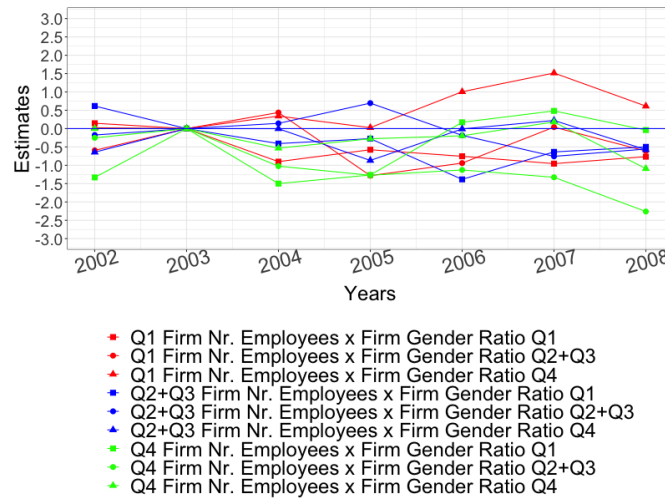 3.0
2.5
2.0
1.5
1.0
0.5
0.0
-0.5
-1.0
-1.5
-2.0
-2.5
-3.0
Estimates
2002 2003 2004 2005 2006 2007 2008
Years
Q1 Firm Nr. Employees x Firm Gender Ratio Q1
Q1 Firm Nr. Employees x Firm Gender Ratio Q2+Q3
Q1 Firm Nr. Employees x Firm Gender Ratio Q4
Q2+Q3 Firm Nr. Employees x Firm Gender Ratio Q1
Q2+Q3 Firm Nr. Employees x Firm Gender Ratio Q2+Q3
Q2+Q3 Firm Nr. Employees x Firm Gender Ratio Q4
Q4 Firm Nr. Employees x Firm Gender Ratio Q1
Q4 Firm Nr. Employees x Firm Gender Ratio Q2+Q3
Q4 Firm Nr. Employees x Firm Gender Ratio Q4